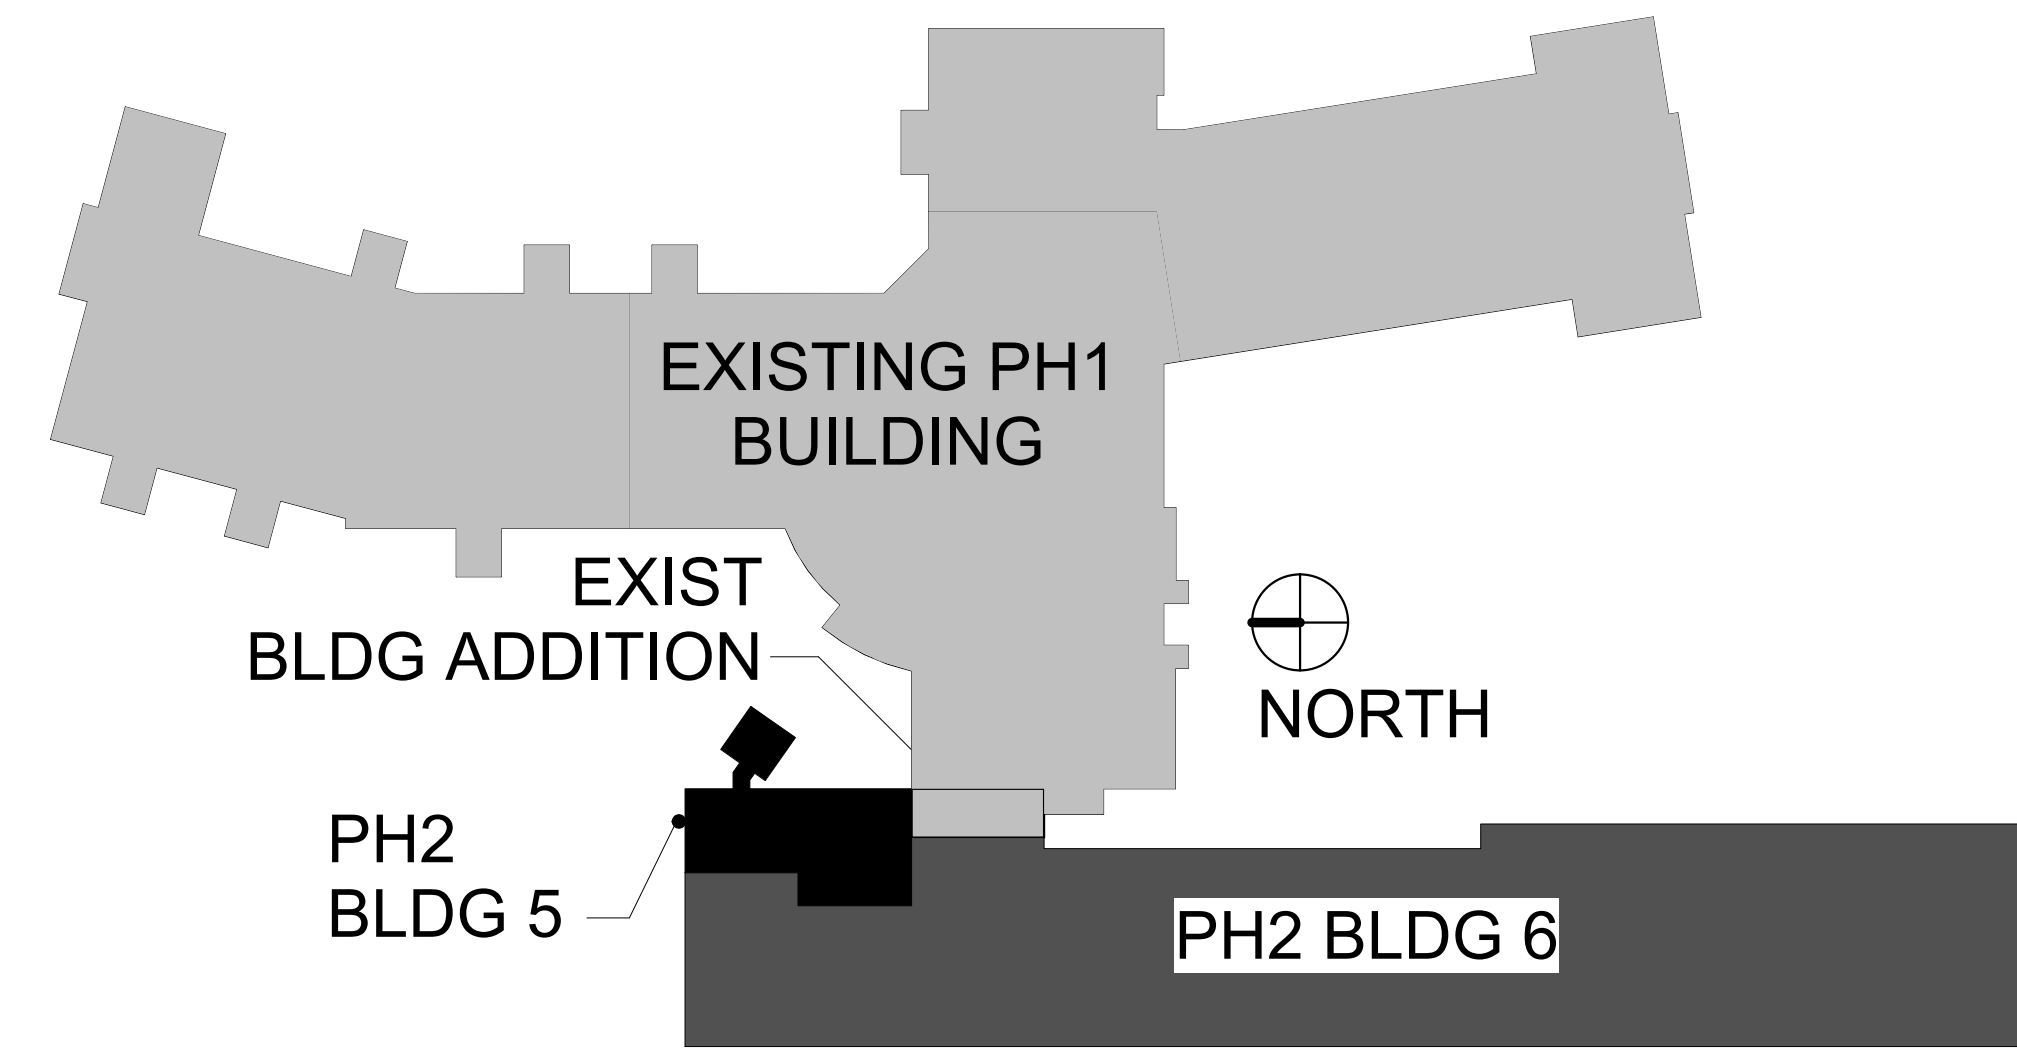 EXISTING PH1
BUILDING
EXIST
BLDG ADDITION
NORTH
PH2
BLDG 5
PH2 BLDG 6